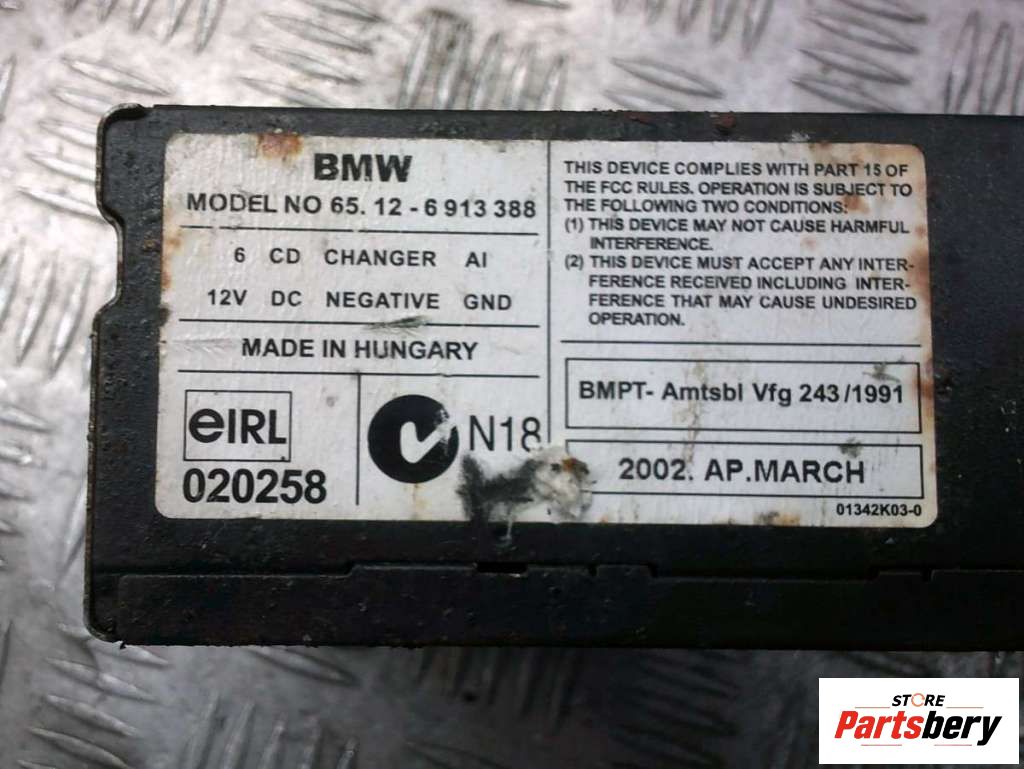 BMW
MODEL NO 65. 12 - 6 913 388
6 CD CHANGER AI
12V DC NEGATIVE GND
MADE IN HUNGARY
eIRL
020258
N18
THIS DEVICE COMPLIES WITH PART 15 OF
THE FCC RULES. OPERATION IS SUBJECT TO
THE FOLLOWING TWO CONDITIONS:
(1) THIS DEVICE MAY NOT CAUSE HARMFUL
INTERFERENCE.
(2) THIS DEVICE MUST ACCEPT ANY INTER-
FERENCE RECEIVED INCLUDING INTER-
FERENCE THAT MAY CAUSE UNDESIRED
OPERATION.
BMPT- Amtsbl Vfg 243/1991
2002. AP.MARCH
01342K03-0
STORE
Partsbery